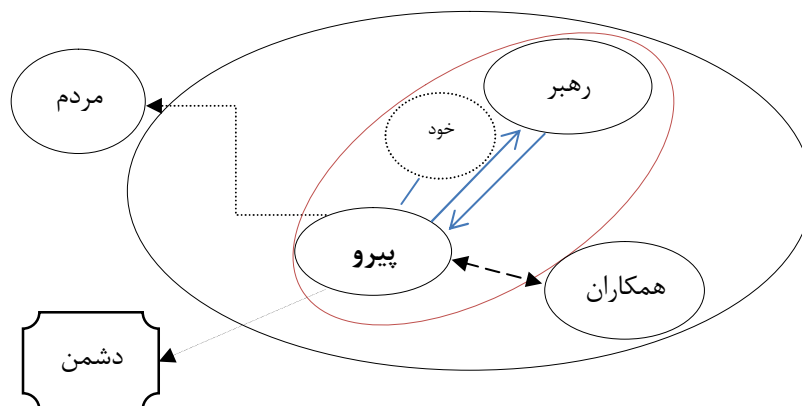 رهبر
مردم
خود
پیرو
همکاران
دشمن